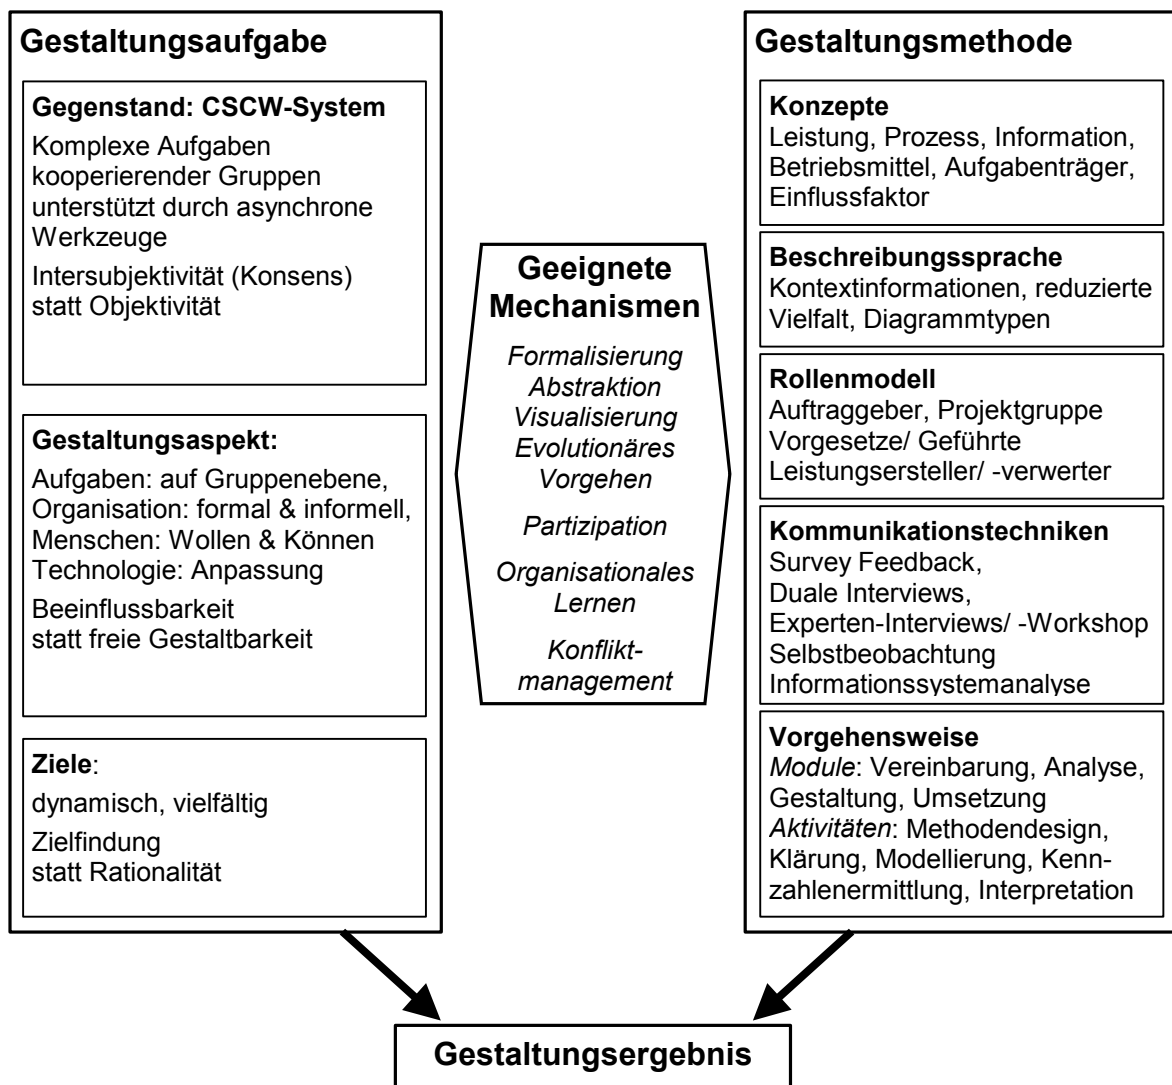 Gestaltungsaufgabe
Gegenstand: CSCW-System
Komplexe Aufgaben
kooperierender Gruppen
unterstützt durch asynchrone
Werkzeuge
Intersubjektivität (Konsens)
statt Objektivität
Gestaltungsaspekt:
Aufgaben: auf Gruppenebene,
Organisation: formal & informell,
Menschen: Wollen & Können
Technologie: Anpassung
Beeinflussbarkeit
statt freie Gestaltbarkeit
Ziele:
dynamisch, vielfältig
Zielfindung
statt Rationalität
Geeignete
Mechanismen
Formalisierung
Abstraktion
Visualisierung
Evolutionäres
Vorgehen
Partizipation
Organisationales
Lernen
Konflikt-
management
Gestaltungsmethode
Konzepte
Leistung, Prozess, Information,
Betriebsmittel, Aufgabenträger,
Einflussfaktor
Beschreibungssprache
Kontextinformationen, reduzierte
Vielfalt, Diagrammtypen
Rollenmodell
Auftraggeber, Projektgruppe
Vorgesetze/ Geführte
Leistungsersteller/ -verwerter
Kommunikationstechniken
Survey Feedback,
Duale Interviews,
Experten-Interviews/ -Workshop
Selbstbeobachtung
Informationssystemanalyse
Vorgehensweise
Module: Vereinbarung, Analyse,
Gestaltung, Umsetzung
Aktivitäten: Methodendesign,
Klärung, Modellierung, Kenn-
zahlenermittlung, Interpretation
Gestaltungsergebnis